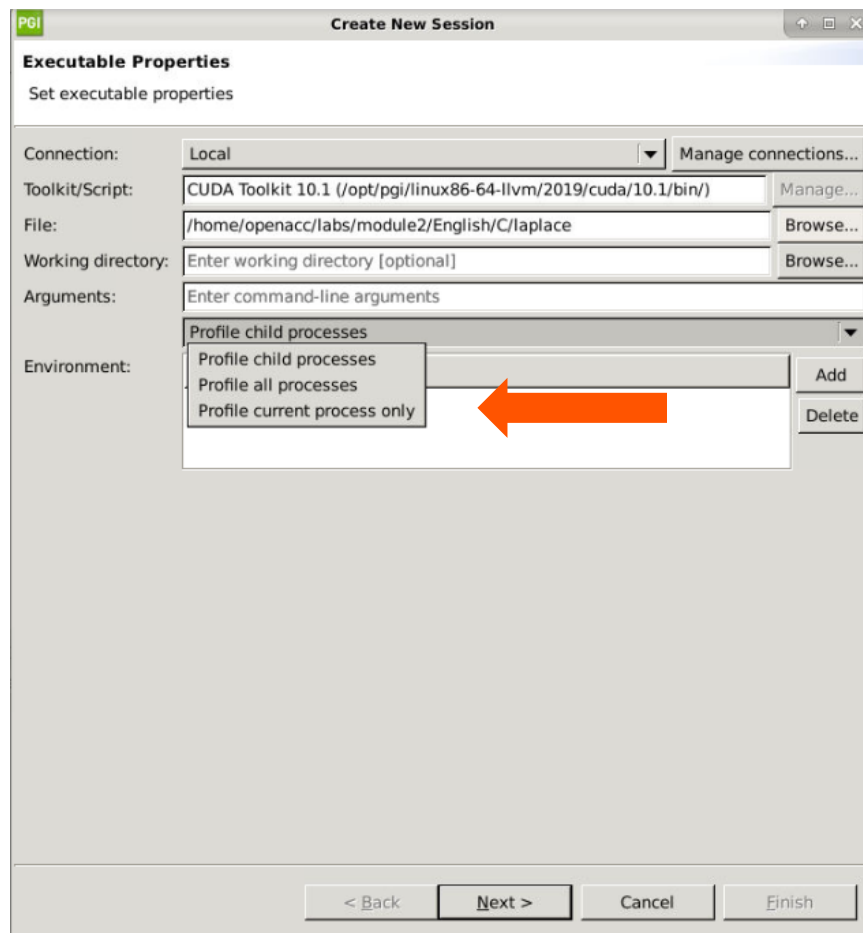 PGI Create New Session
Executable Properties
Set executable properties
Connection: Local Manage connections...
Toolkit/Script: CUDA Toolkit 10.1 (/opt/pgi/linux86-64-llvm/2019/cuda/10.1/bin/) Manage...
File: /home/openacc/labs/module2/English/C/laplace Browse...
Working directory: Enter working directory [optional] Browse...
Arguments: Enter command-line arguments
Profile child processes
Environment: Profile child processes Add
Profile all processes
Profile current process only Delete
< Back Next > Cancel Finish